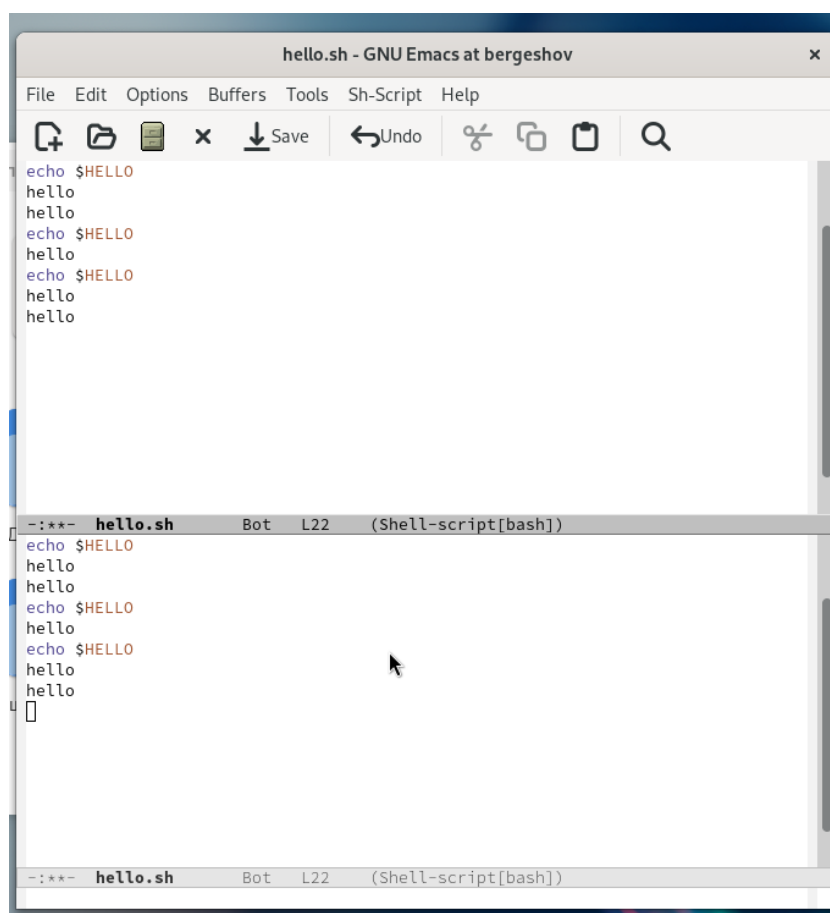 hello.sh - GNU Emacs at bergeshov
File Edit Options Buffers Tools Sh-Script Help
Save Undo
echo $HELLO
hello
hello
echo $HELLO
hello
echo $HELLO
hello
hello
-:**- hello.sh Bot L22 (Shell-script[bash])
echo $HELLO
hello
hello
echo $HELLO
hello
echo $HELLO
hello
hello
-:**- hello.sh Bot L22 (Shell-script[bash])